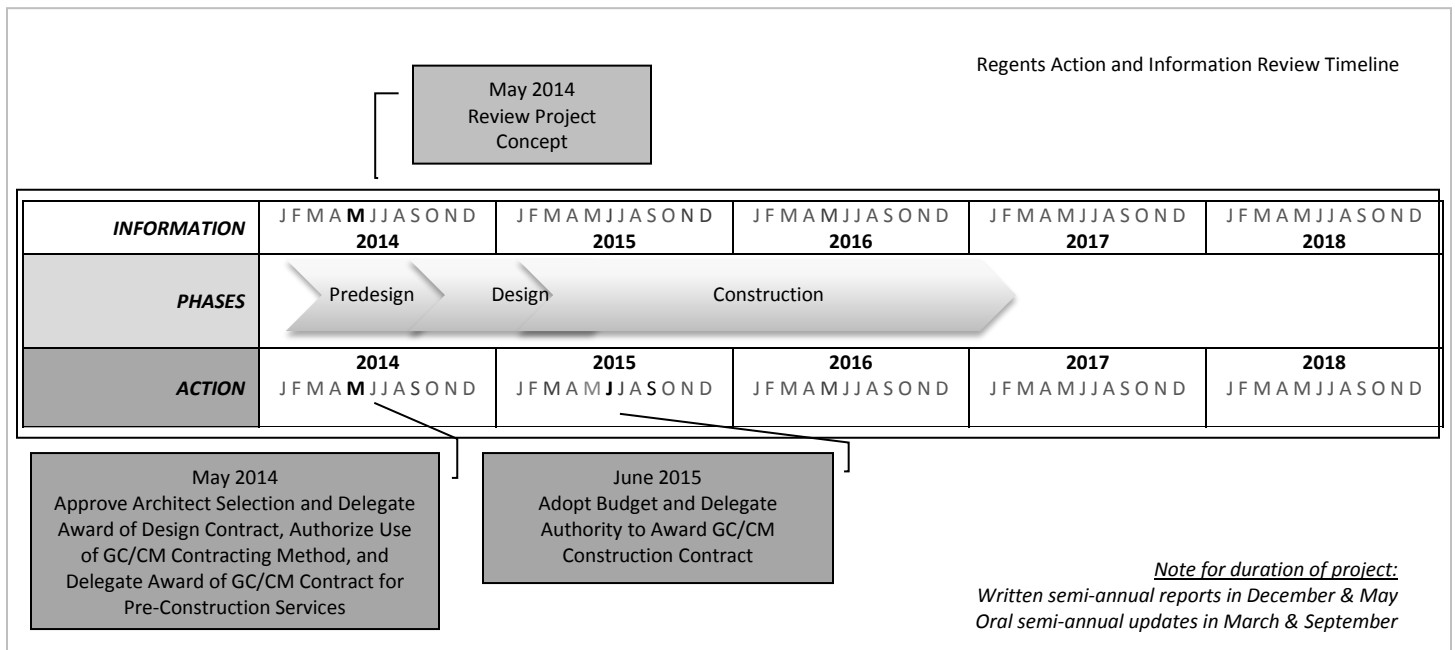 Regents Action and Information Review Timeline
May 2014
Review Project
Concept
INFORMATION
J F M A M J J A S O N D
2014
J F M A M J J A S O N D
2015
J F M A M J J A S O N D
2016
J F M A M J J A S O N D
2017
J F M A M J J A S O N D
2018
PHASES
Predesign
Design
Construction
ACTION
2014
J F M A M J J A S O N D
2015
J F M A M J J A S O N D
2016
J F M A M J J A S O N D
2017
J F M A M J J A S O N D
2018
J F M A M J J A S O N D
May 2014
Approve Architect Selection and Delegate
Award of Design Contract, Authorize Use
of GC/CM Contracting Method, and
Delegate Award of GC/CM Contract for
Pre-Construction Services
June 2015
Adopt Budget and Delegate
Authority to Award GC/CM
Construction Contract
Note for duration of project:
Written semi-annual reports in December & May
Oral semi-annual updates in March & September